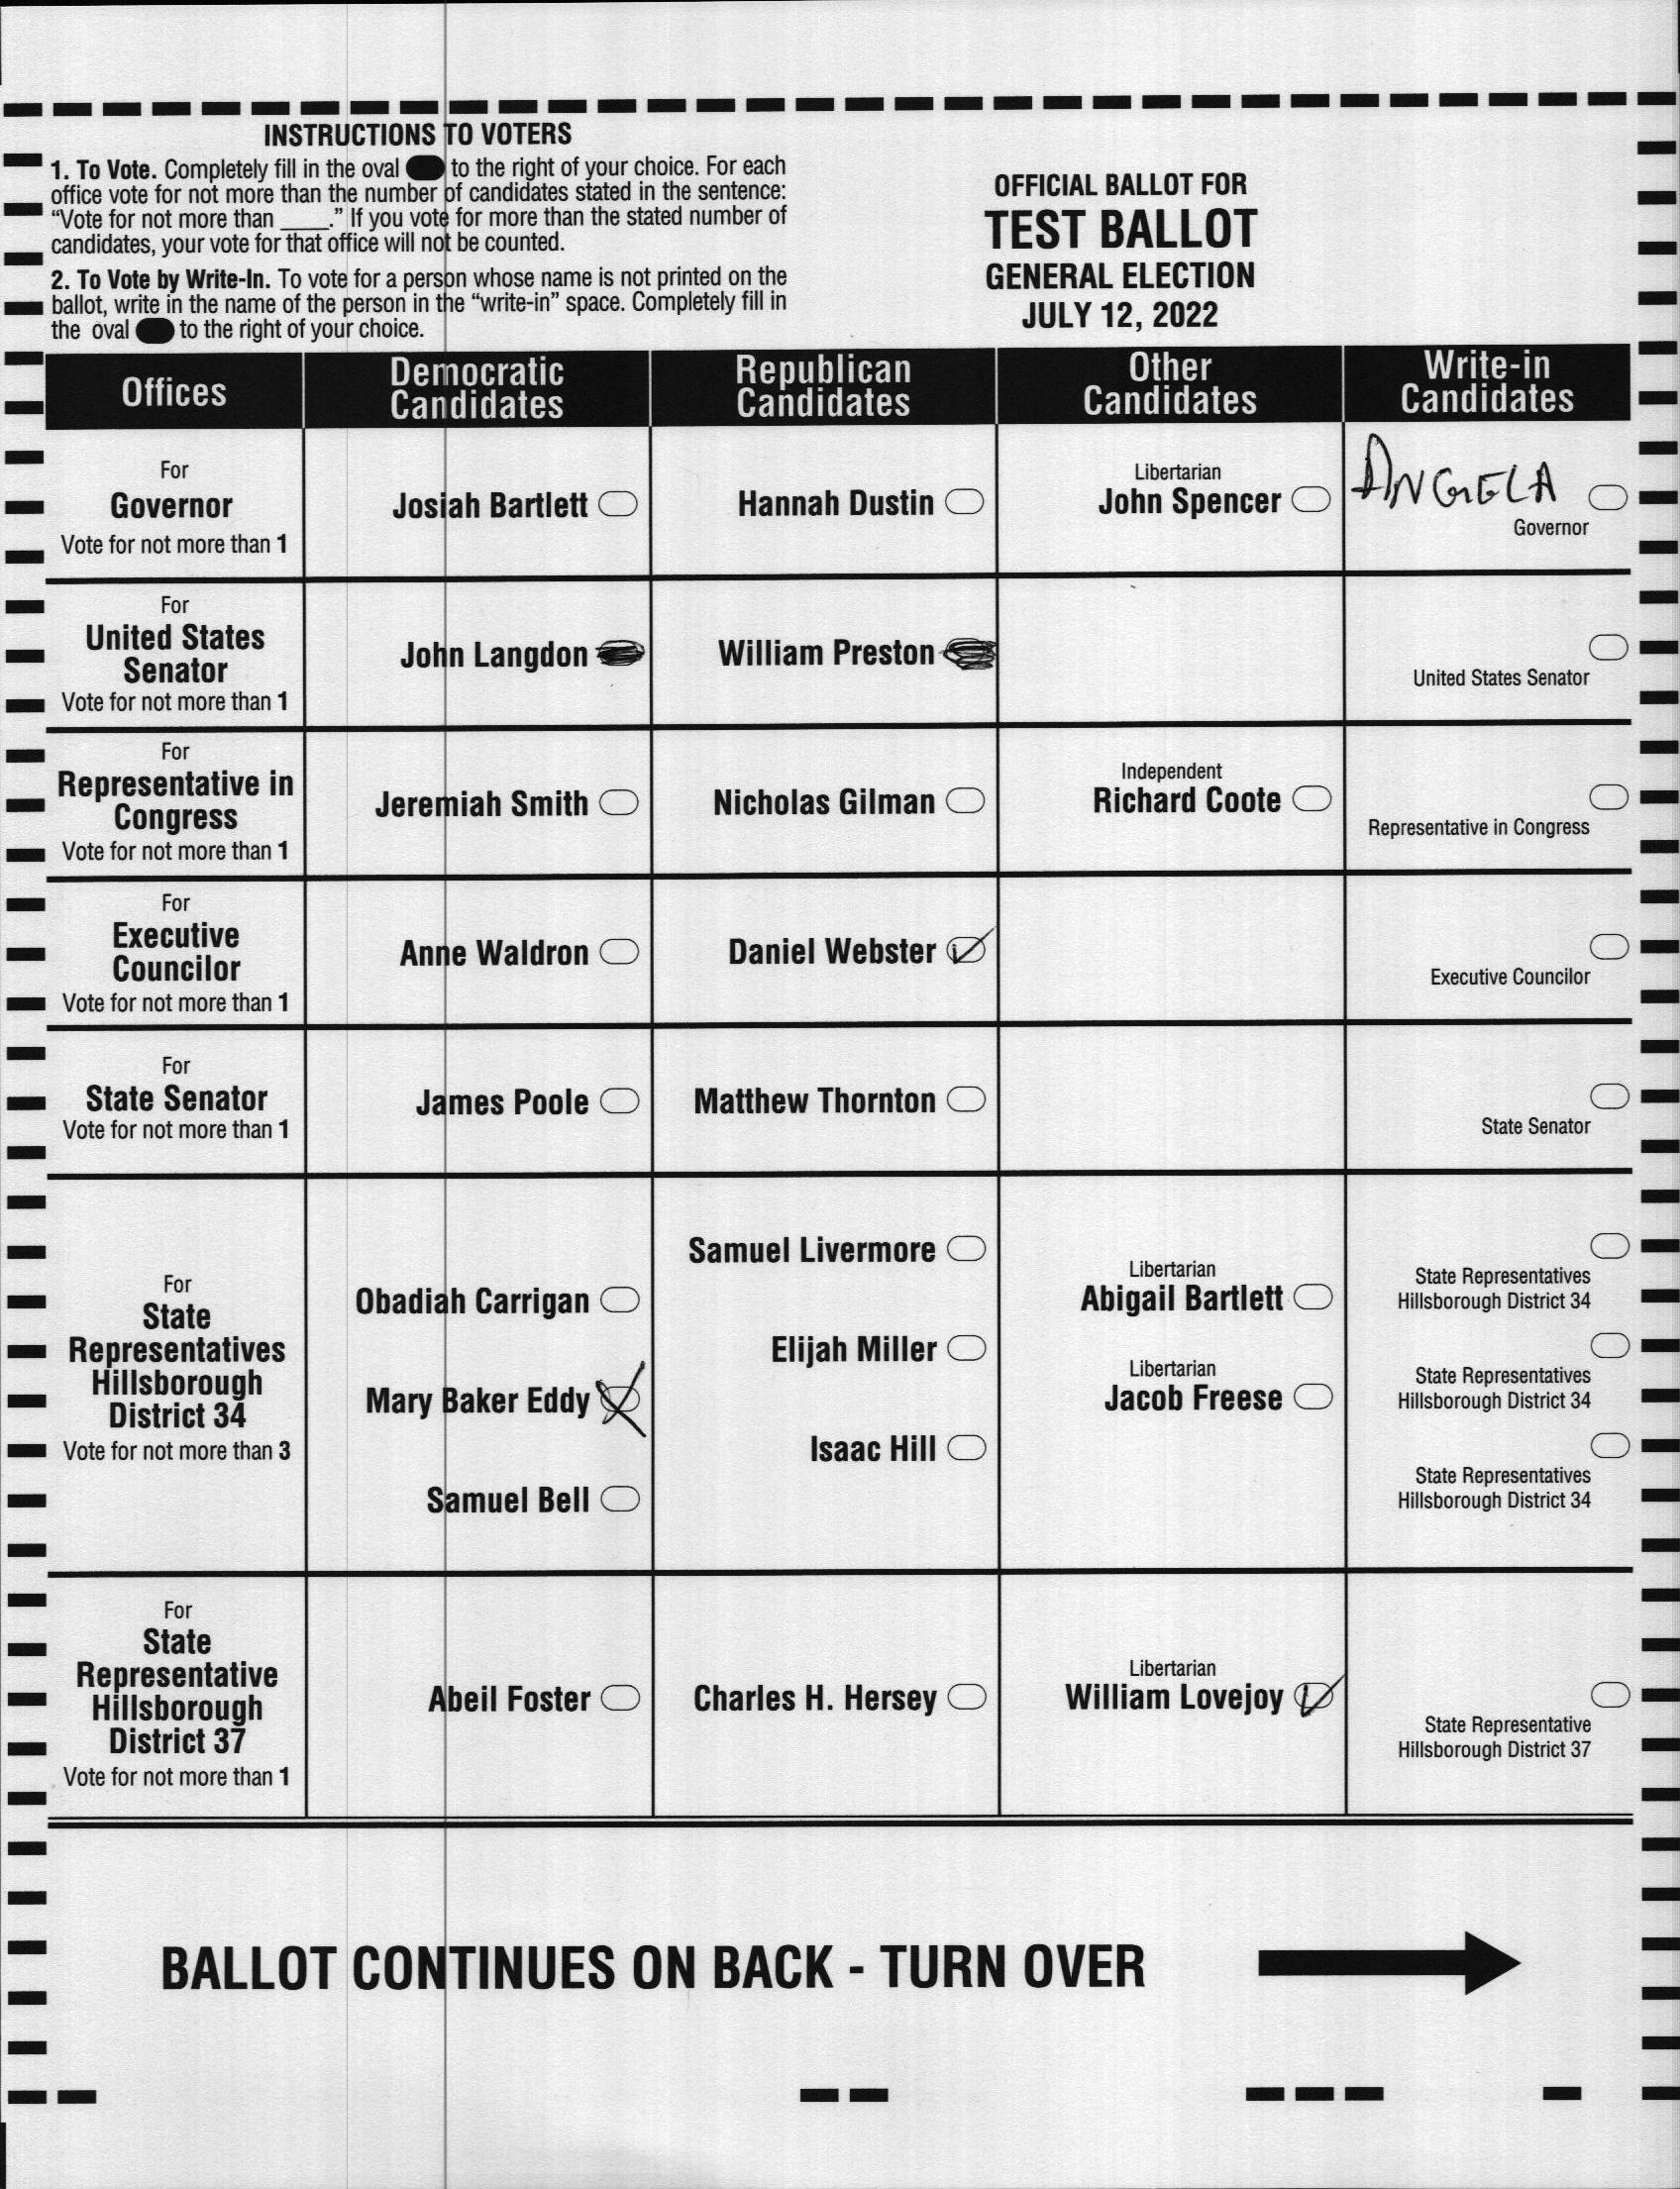 INSTRUCTIONS TO VOTERS
1. To Vote. Completely fill in the oval to the right of your choice. For each
office vote for not more than the number of candidates stated in the sentence:
“Vote for not more than ____.” If you vote for more than the stated number of
candidates, your vote for that office will not be counted.
2. To Vote by Write-In. To vote for a person whose name is not printed on the
ballot, write in the name of the person in the “write-in” space. Completely fill in
the oval to the right of your choice.
OFFICIAL BALLOT FOR
TEST BALLOT
GENERAL ELECTION
JULY 12, 2022
Offices
Democratic
Candidates
Republican
Candidates
Other
Candidates
Write-in
Candidates
For
Governor
Vote for not more than 1
Josiah Bartlett
Hannah Dustin
Libertarian
John Spencer
ANGELA
Governor
For
United States
Senator
Vote for not more than 1
John Langdon
William Preston
United States Senator
For
Representative in
Congress
Vote for not more than 1
Jeremiah Smith
Nicholas Gilman
Independent
Richard Coote
Representative in Congress
For
Executive
Councilor
Vote for not more than 1
Anne Waldron
Daniel Webster
Executive Councilor
For
State Senator
Vote for not more than 1
James Poole
Matthew Thornton
State Senator
For
State
Representatives
Hillsborough
District 34
Vote for not more than 3
Obadiah Carrigan
Mary Baker Eddy
Samuel Bell
Samuel Livermore
Elijah Miller
Isaac Hill
Libertarian
Abigail Bartlett
Libertarian
Jacob Freese
State Representatives
Hillsborough District 34
State Representatives
Hillsborough District 34
State Representatives
Hillsborough District 34
For
State
Representative
Hillsborough
District 37
Vote for not more than 1
Abeil Foster
Charles H. Hersey
Libertarian
William Lovejoy
State Representative
Hillsborough District 37
BALLOT CONTINUES ON BACK - TURN OVER